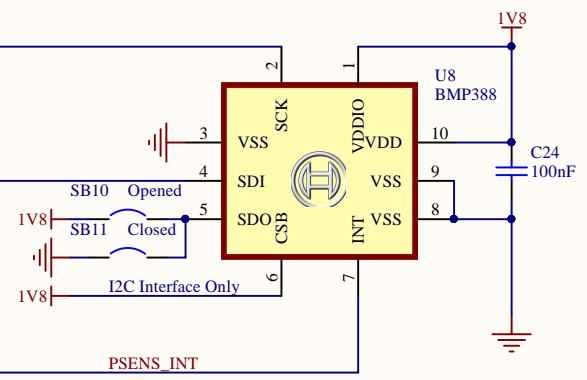 1V8
U8
BMP388
2
1
SCK
VDDIO
3
VSS
VDD
10
C24
100nF
4
SDI
VSS
9
SB10 Opened
1V8
5
SDO
VSS
8
SB11 Closed
CSB
INT
6
7
1V8
I2C Interface Only
PSENS_INT